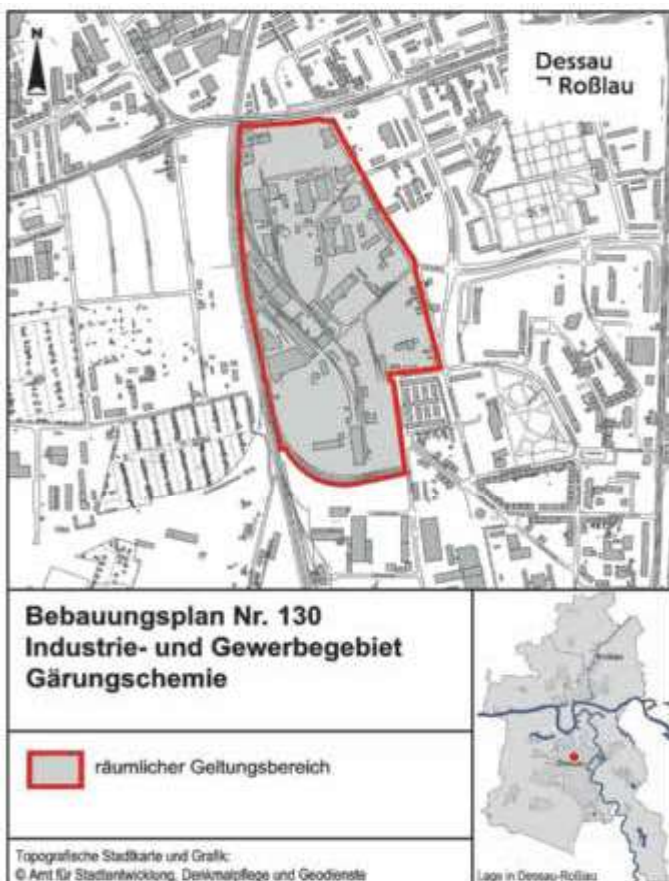 N
Dessau
Roßlau
Bebauungsplan Nr. 130
Industrie- und Gewerbegebiet
Gärungschemie
räumlicher Geltungsbereich
Topografische Stadtkarte und Grafik:
© Amt für Stadtentwicklung, Denkmalpflege und Geodienste
Lage in Dessau-Roßlau